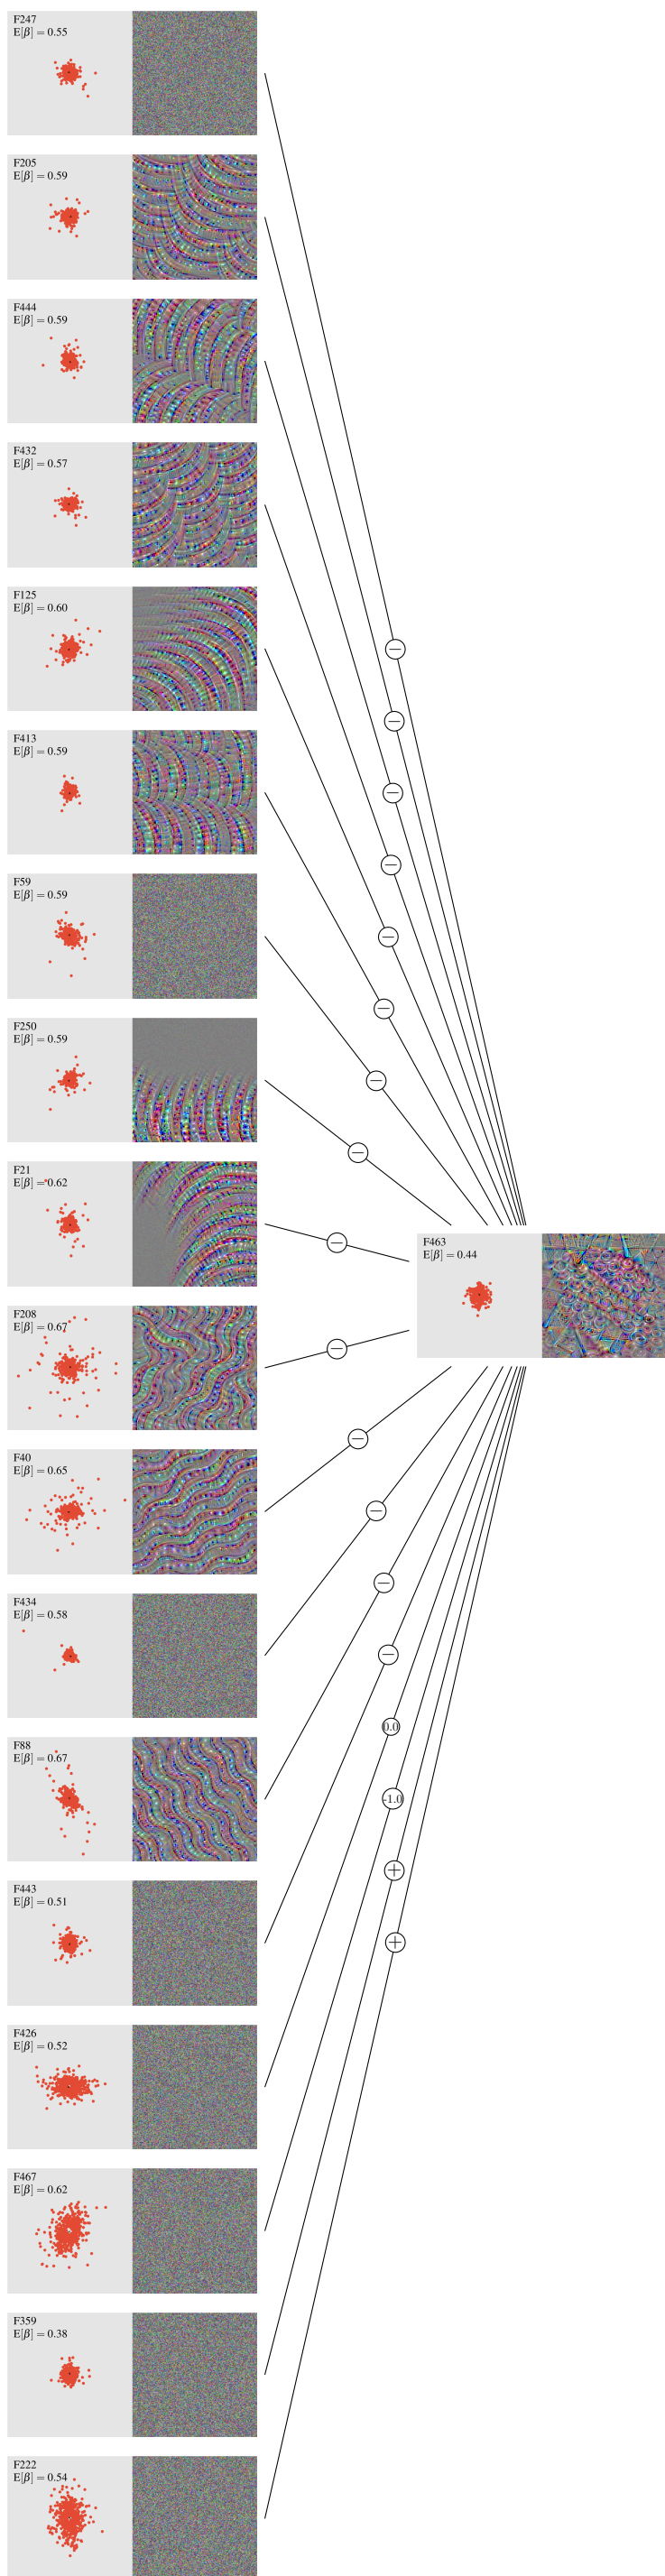 F247
E[β] = 0.55
F205
E[β] = 0.59
F444
E[β] = 0.59
F432
E[β] = 0.57
F125
E[β] = 0.60
−
F413
E[β] = 0.59
−
−
−
F59
E[β] = 0.59
−
−
F250
E[β] = 0.59
−
−
F21
E[β] = 0.62
−
F463
E[β] = 0.44
F208
E[β] = 0.67
−
F40
E[β] = 0.65
−
−
F434
E[β] = 0.58
−
−
F88
E[β] = 0.67
0.0
-1.0
+
F443
E[β] = 0.51
+
F426
E[β] = 0.52
F467
E[β] = 0.62
F359
E[β] = 0.38
F222
E[β] = 0.54